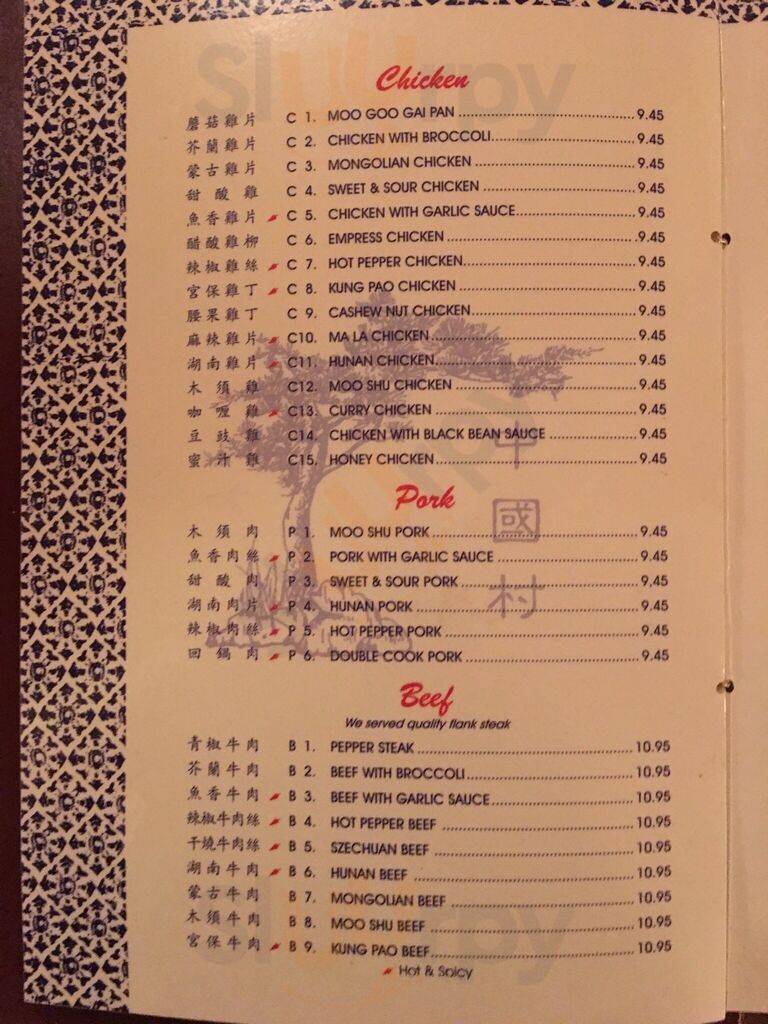 Chicken
蘑菇雞片 C 1. MOO GOO GAI PAN 9.45
芥蘭雞片 C 2. CHICKEN WITH BROCCOLI 9.45
蒙古雞片 C 3. MONGOLIAN CHICKEN 9.45
甜酸雞 C 4. SWEET & SOUR CHICKEN 9.45
魚香雞片 C 5. CHICKEN WITH GARLIC SAUCE 9.45
醋酸雞柳 C 6. EMPRESS CHICKEN 9.45
辣椒雞絲 C 7. HOT PEPPER CHICKEN 9.45
宮保雞丁 C 8. KUNG PAO CHICKEN 9.45
腰果雞丁 C 9. CASHEW NUT CHICKEN 9.45
麻辣雞片 C10. MA LA CHICKEN 9.45
湖南雞片 C11. HUNAN CHICKEN 9.45
木須雞 C12. MOO SHU CHICKEN 9.45
咖喱雞 C13. CURRY CHICKEN 9.45
豆豉雞 C14. CHICKEN WITH BLACK BEAN SAUCE 9.45
蜜汁雞 C15. HONEY CHICKEN 9.45
中國村
Pork
木須肉 P 1. MOO SHU PORK 9.45
魚香肉絲 P 2. PORK WITH GARLIC SAUCE 9.45
甜酸肉 P 3. SWEET & SOUR PORK 9.45
湖南肉片 P 4. HUNAN PORK 9.45
辣椒肉絲 P 5. HOT PEPPER PORK 9.45
回鍋肉 P 6. DOUBLE COOK PORK 9.45
Beef
We served quality flank steak
青椒牛肉 B 1. PEPPER STEAK 10.95
芥蘭牛肉 B 2. BEEF WITH BROCCOLI 10.95
魚香牛肉 B 3. BEEF WITH GARLIC SAUCE 10.95
辣椒牛肉絲 B 4. HOT PEPPER BEEF 10.95
干燒牛肉絲 B 5. SZECHUAN BEEF 10.95
湖南牛肉 B 6. HUNAN BEEF 10.95
蒙古牛肉 B 7. MONGOLIAN BEEF 10.95
木須牛肉 B 8. MOO SHU BEEF 10.95
宮保牛肉 B 9. KUNG PAO BEEF 10.95
Hot & Spicy